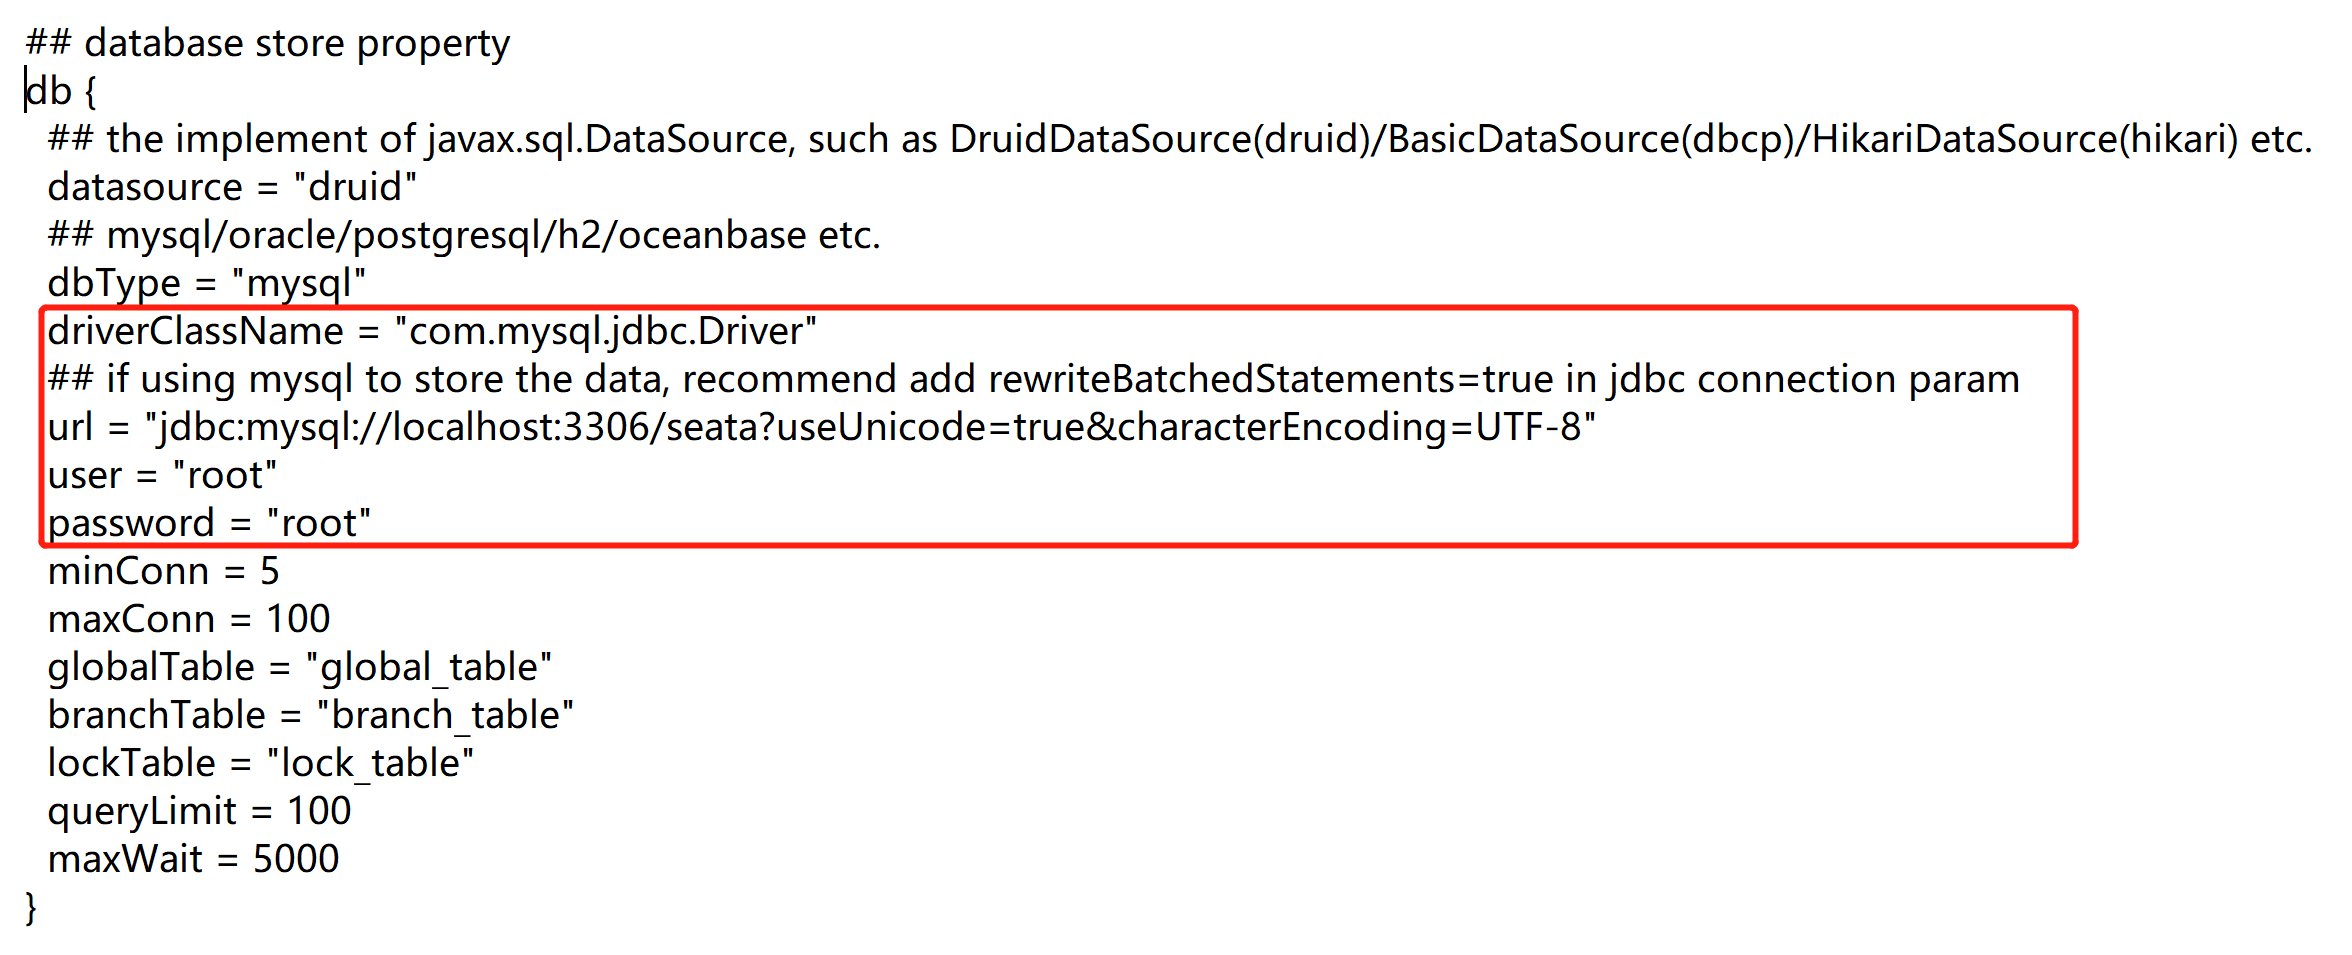 ## database store property
db {
## the implement of javax.sql.DataSource, such as DruidDataSource(druid)/BasicDataSource(dbcp)/HikariDataSource(hikari) etc.
datasource = "druid"
## mysql/oracle/postgresql/h2/oceanbase etc.
dbType = "mysql"
driverClassName = "com.mysql.jdbc.Driver"
## if using mysql to store the data, recommend add rewriteBatchedStatements=true in jdbc connection param
url = "jdbc:mysql://localhost:3306/seata?useUnicode=true&characterEncoding=UTF-8"
user = "root"
password = "root"
minConn = 5
maxConn = 100
globalTable = "global_table"
branchTable = "branch_table"
lockTable = "lock_table"
queryLimit = 100
maxWait = 5000
}